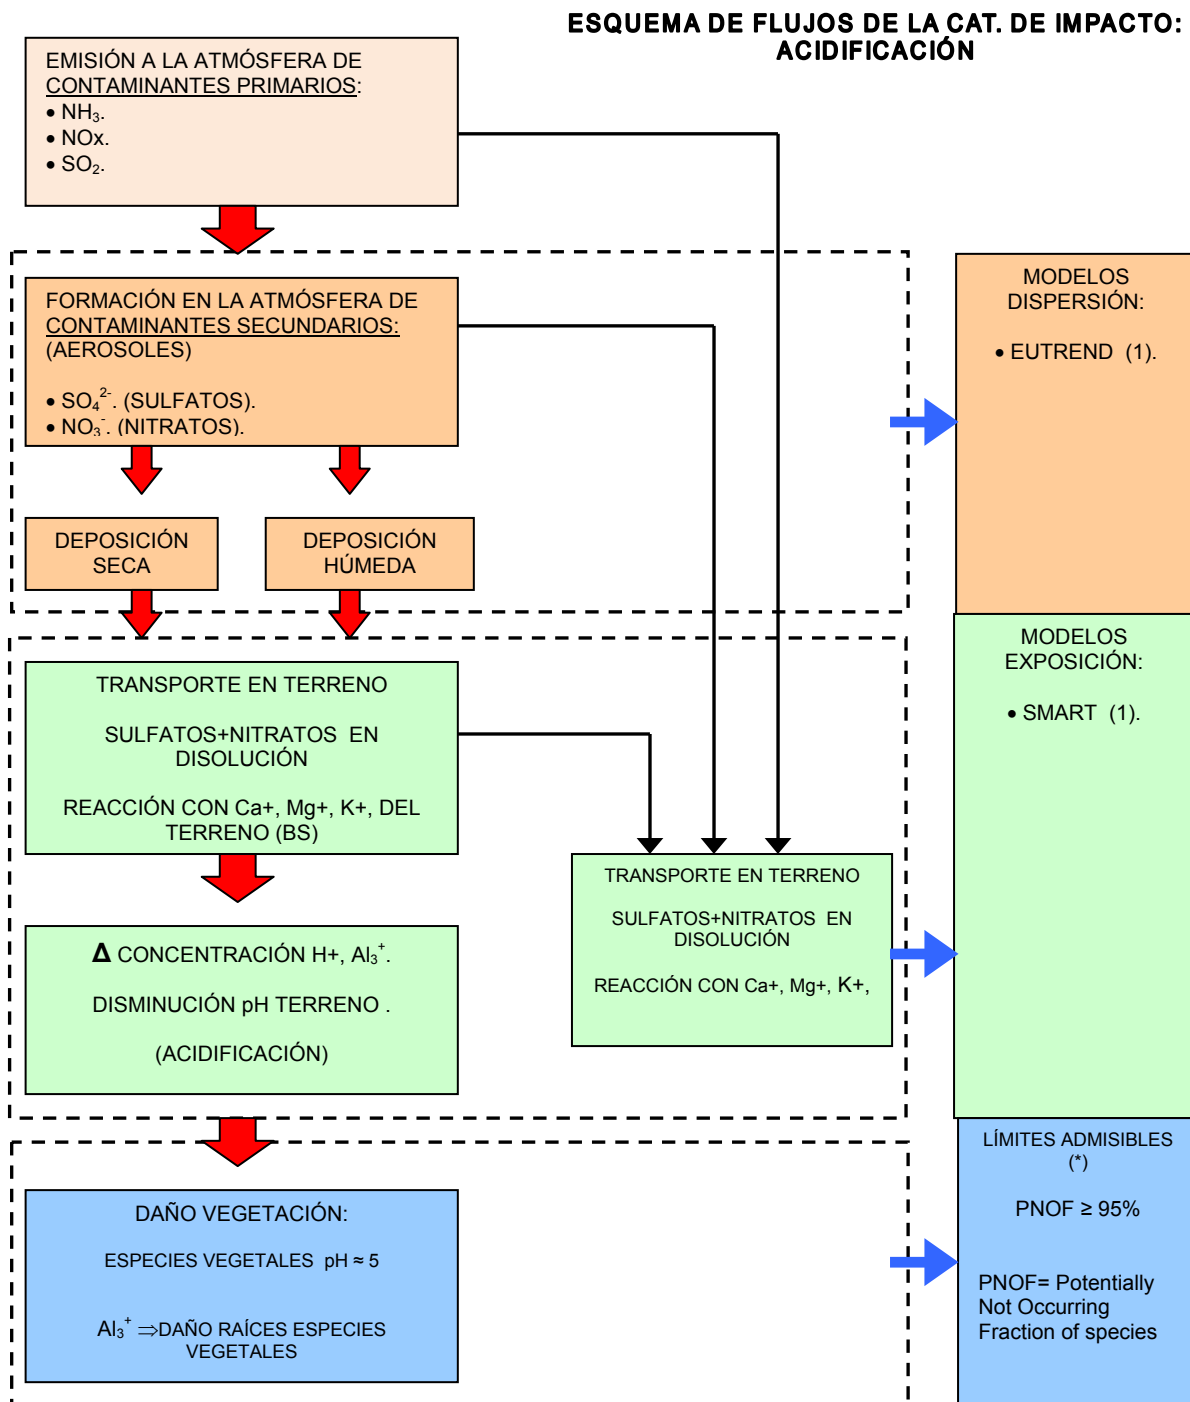 ESQUEMA DE FLUJOS DE LA CAT. DE IMPACTO:
ACIDIFICACIÓN
EMISIÓN A LA ATMÓSFERA DE
CONTAMINANTES PRIMARIOS:
• NH₃.
• NOx.
• SO₂.
FORMACIÓN EN LA ATMÓSFERA DE
CONTAMINANTES SECUNDARIOS:
(AEROSOLES)
• SO₄²⁻. (SULFATOS).
• NO₃⁻. (NITRATOS).
MODELOS
DISPERSIÓN:
• EUTREND (1).
DEPOSICIÓN
SECA
DEPOSICIÓN
HÚMEDA
TRANSPORTE EN TERRENO
SULFATOS+NITRATOS EN
DISOLUCIÓN
REACCIÓN CON Ca+, Mg+, K+, DEL
TERRENO (BS)
MODELOS
EXPOSICIÓN:
• SMART (1).
TRANSPORTE EN TERRENO
SULFATOS+NITRATOS EN
DISOLUCIÓN
REACCIÓN CON Ca+, Mg+, K+,
Δ CONCENTRACIÓN H+, Al₃⁺.
DISMINUCIÓN pH TERRENO .
(ACIDIFICACIÓN)
DAÑO VEGETACIÓN:
ESPECIES VEGETALES pH ≈ 5
Al₃⁺ ⇒DAÑO RAÍCES ESPECIES
VEGETALES
LÍMITES ADMISIBLES
(*)
PNOF ≥ 95%
PNOF= Potentially
Not Occurring
Fraction of species